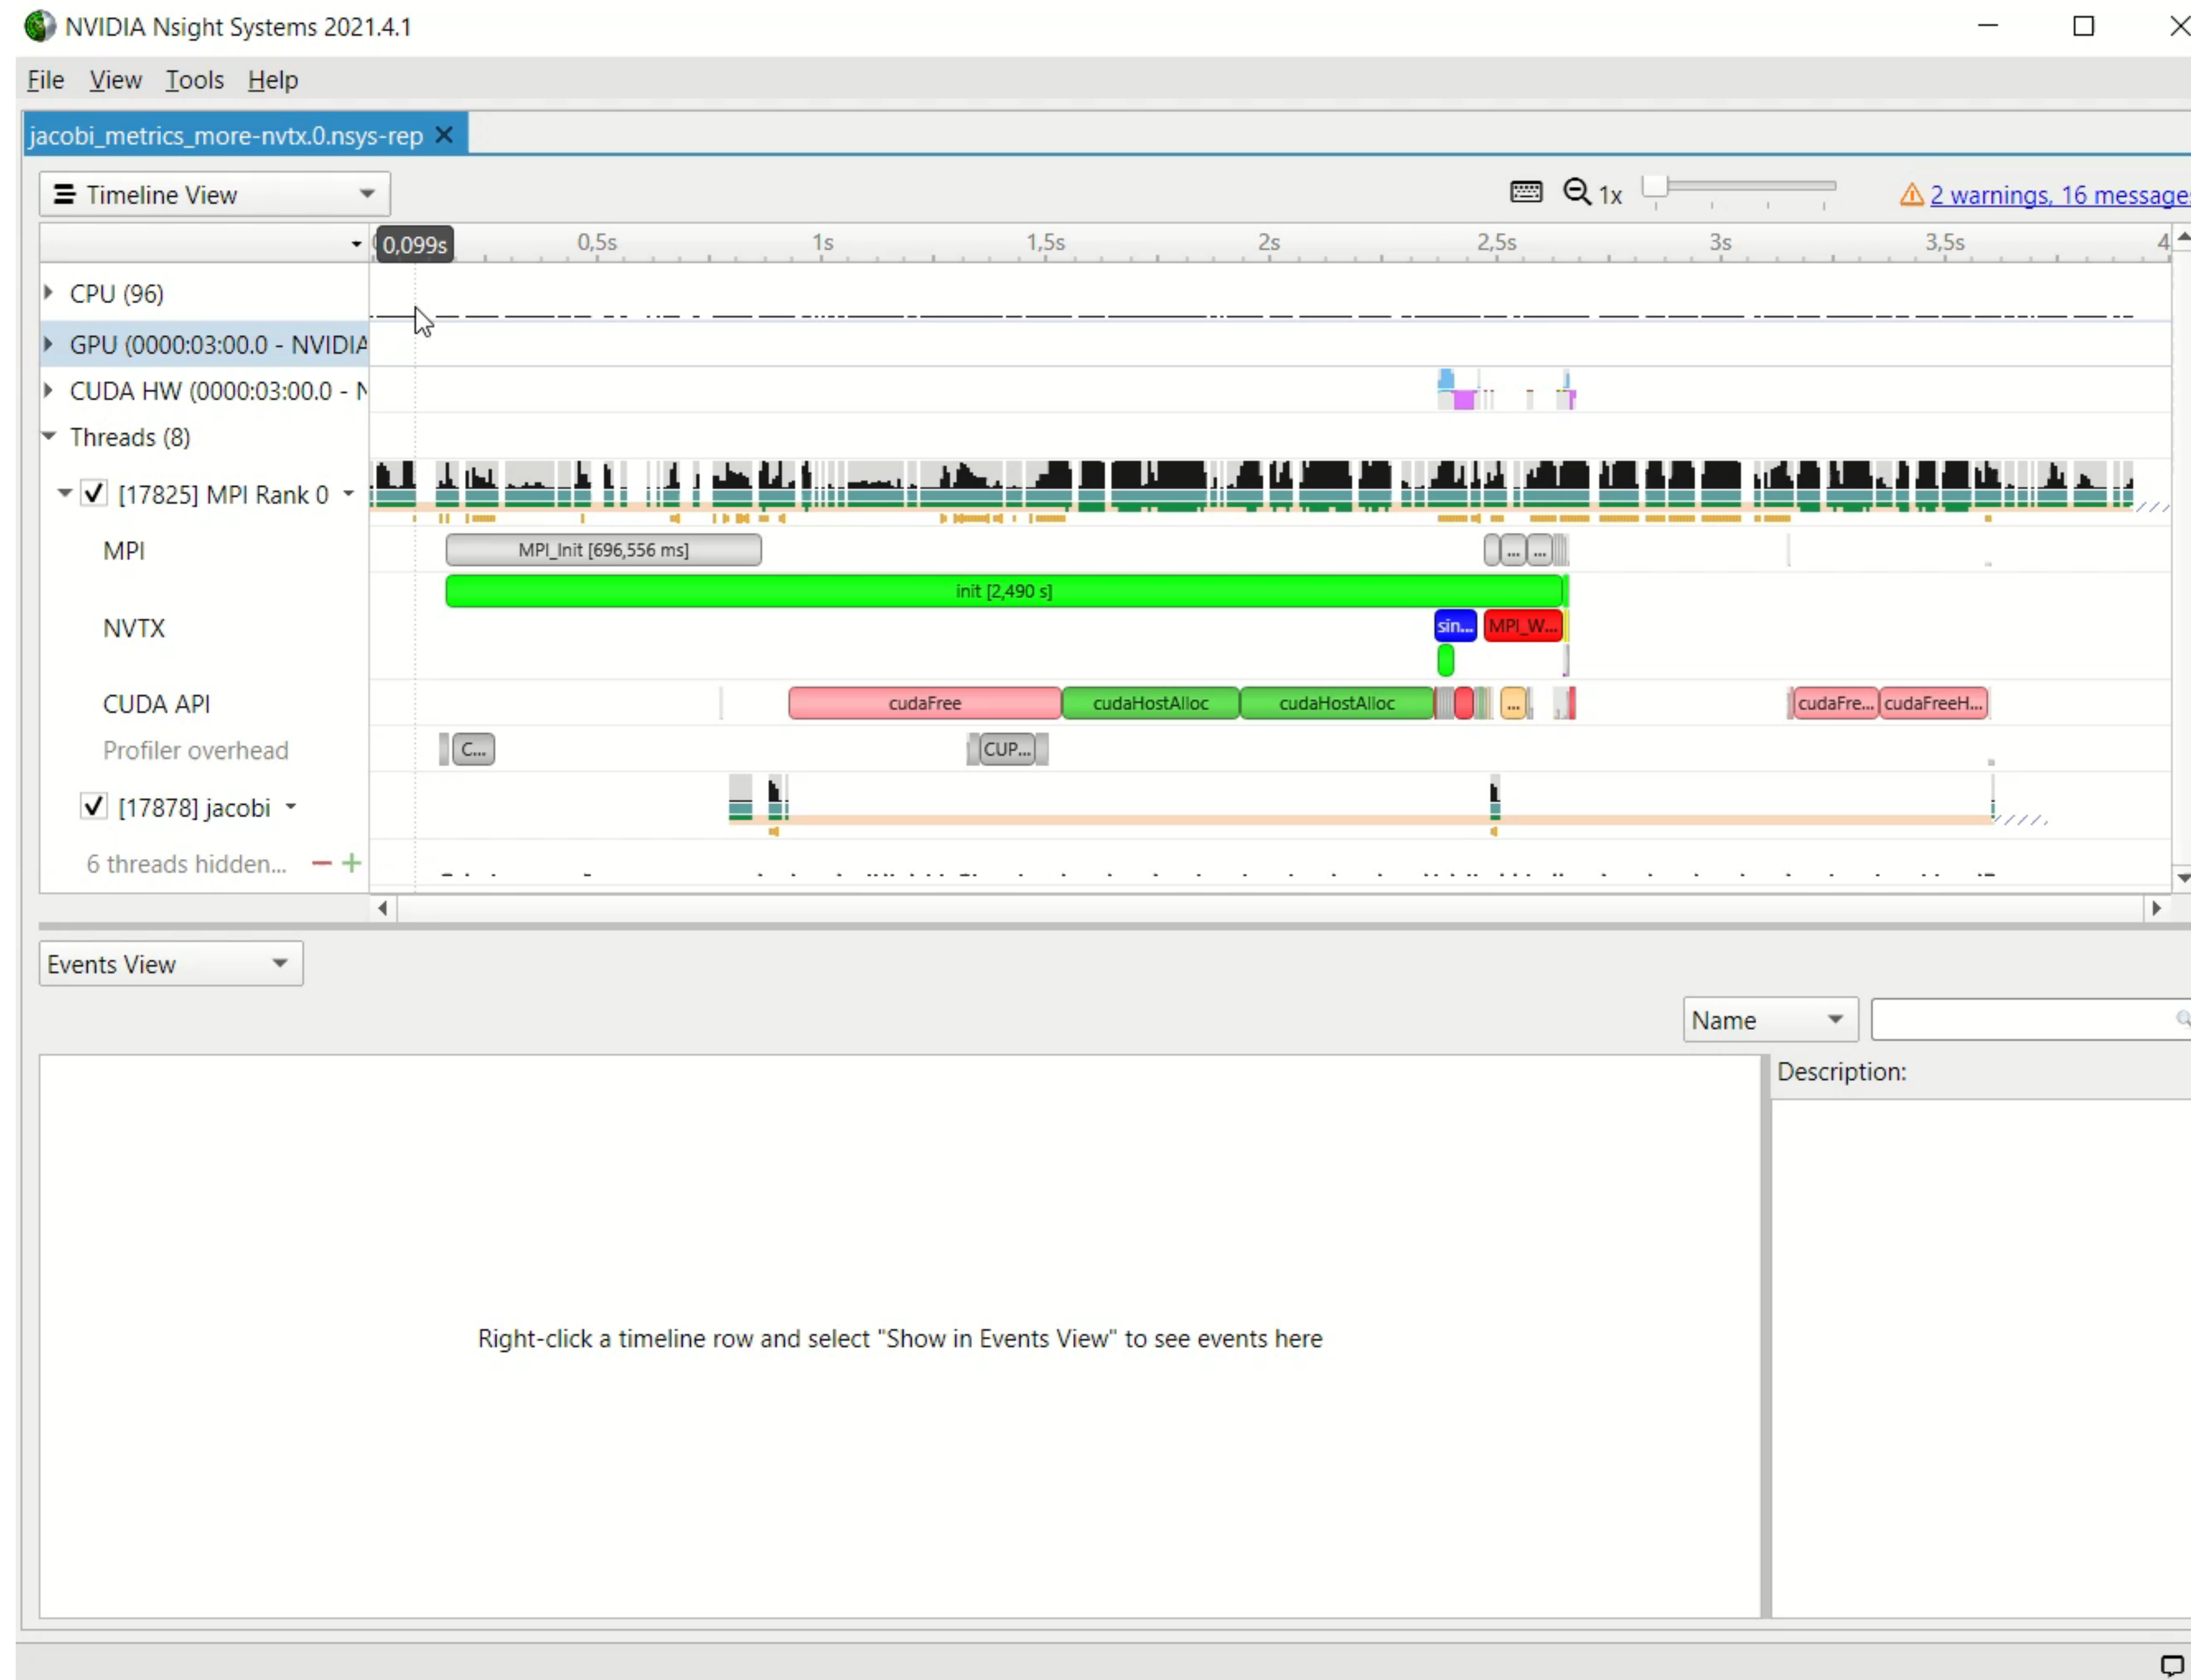 NVIDIA Nsight Systems 2021.4.1
File View Tools Help
jacobi_metrics_more-nvtx.0.nsys-rep
Timeline View
1x
2 warnings, 16 messages
0,099s 0,5s 1s 1,5s 2s 2,5s 3s 3,5s 4
CPU (96)
GPU (0000:03:00.0 - NVIDIA
CUDA HW (0000:03:00.0 - N
Threads (8)
[17825] MPI Rank 0
MPI
MPI_Init [696,556 ms]
... ...
init [2,490 s]
NVTX
sin... MPI_W...
CUDA API
cudaFree cudaHostAlloc cudaHostAlloc ... cudaFre... cudaFreeH...
Profiler overhead
C... CUP...
[17878] jacobi
6 threads hidden...
Events View
Name
Description:
Right-click a timeline row and select "Show in Events View" to see events here